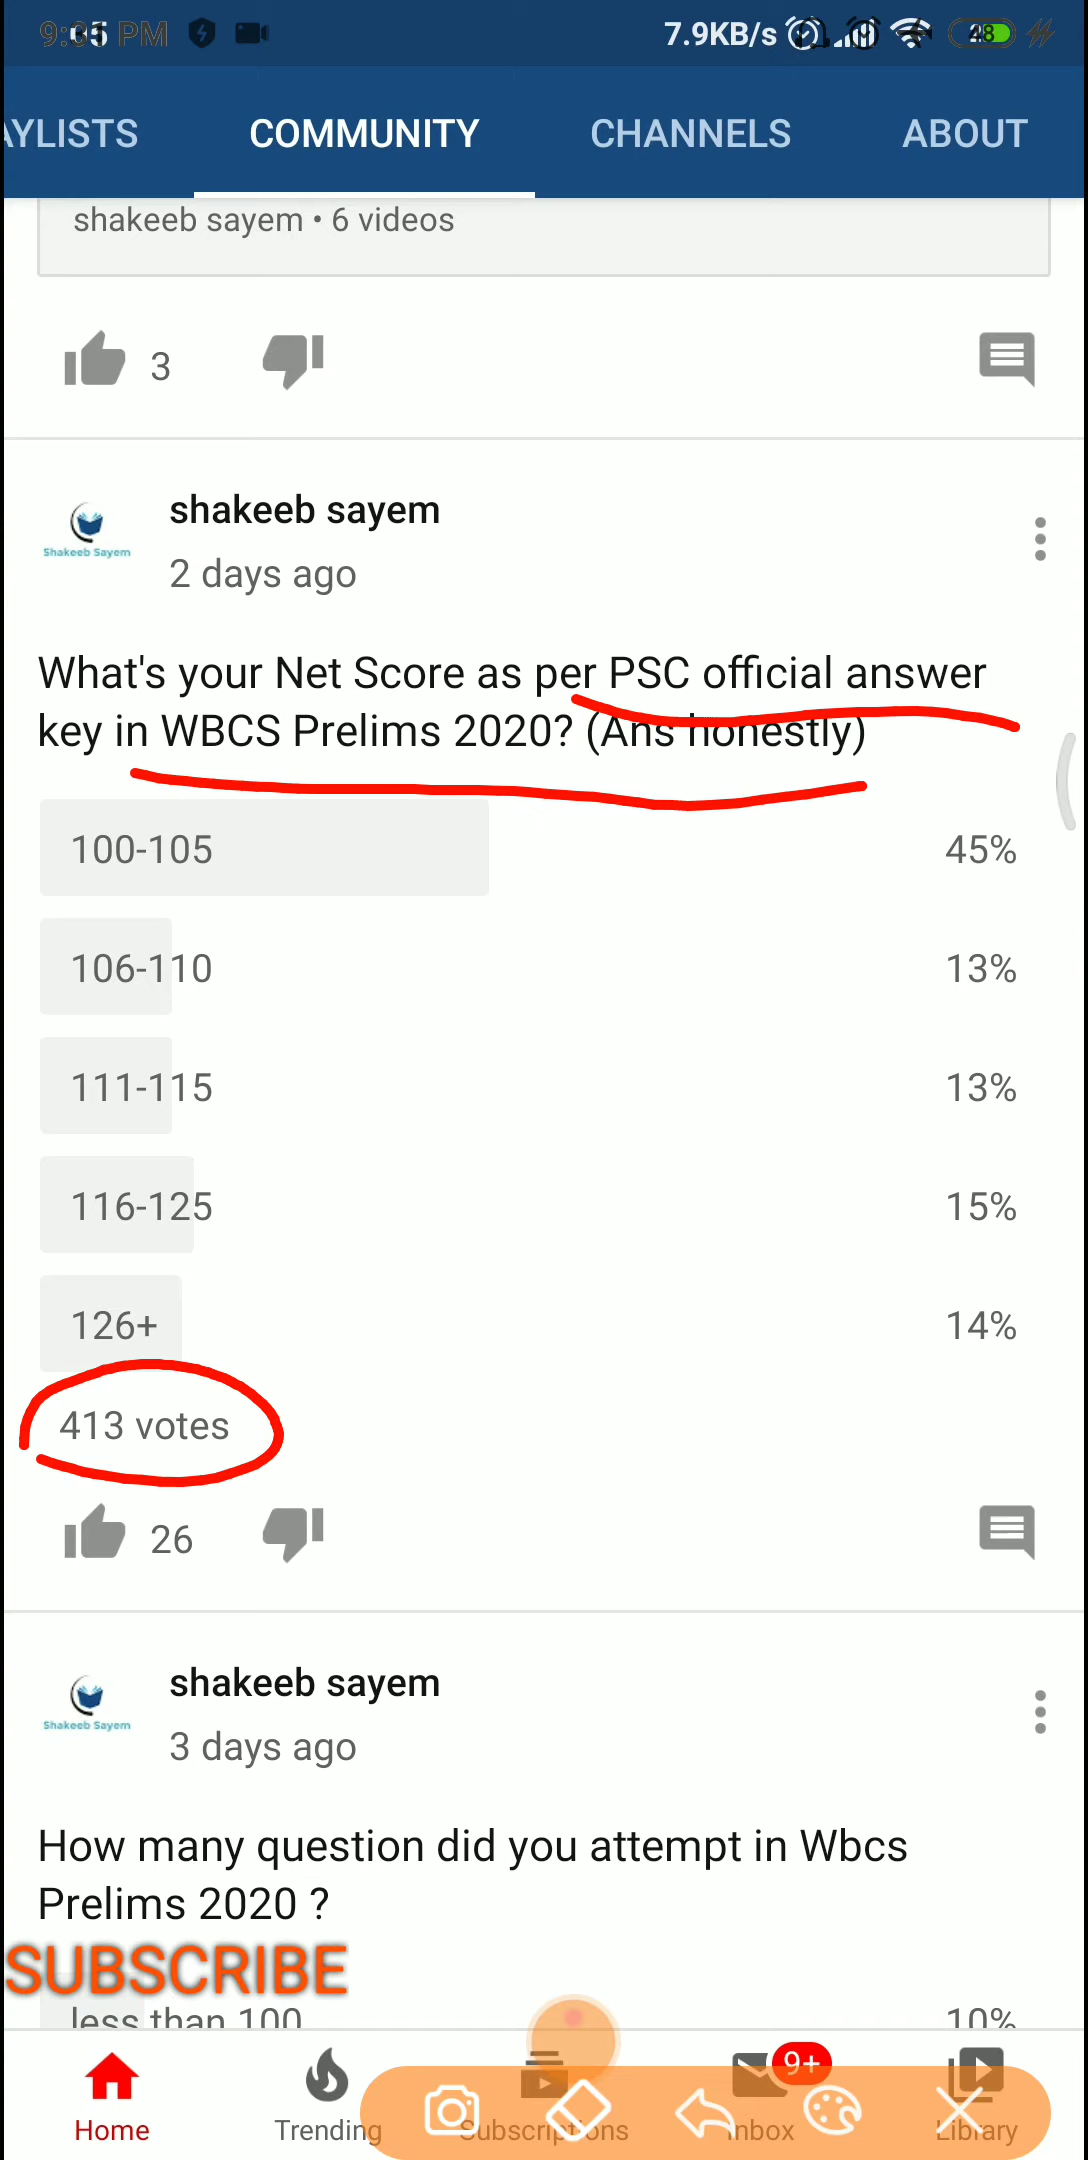 PM
7.9KB/s
48
AYLISTS COMMUNITY CHANNELS ABOUT
shakeeb sayem • 6 videos
3
Shakeeb Sayem
shakeeb sayem
2 days ago
What's your Net Score as per PSC official answer
key in WBCS Prelims 2020? (Ans honestly)
100-105 45%
106-110 13%
111-115 13%
116-125 15%
126+ 14%
413 votes
26
Shakeeb Sayem
shakeeb sayem
3 days ago
How many question did you attempt in Wbcs
Prelims 2020 ?
SUBSCRIBE
less than 100 10%
9+
Home Trending Subscriptions Inbox Library